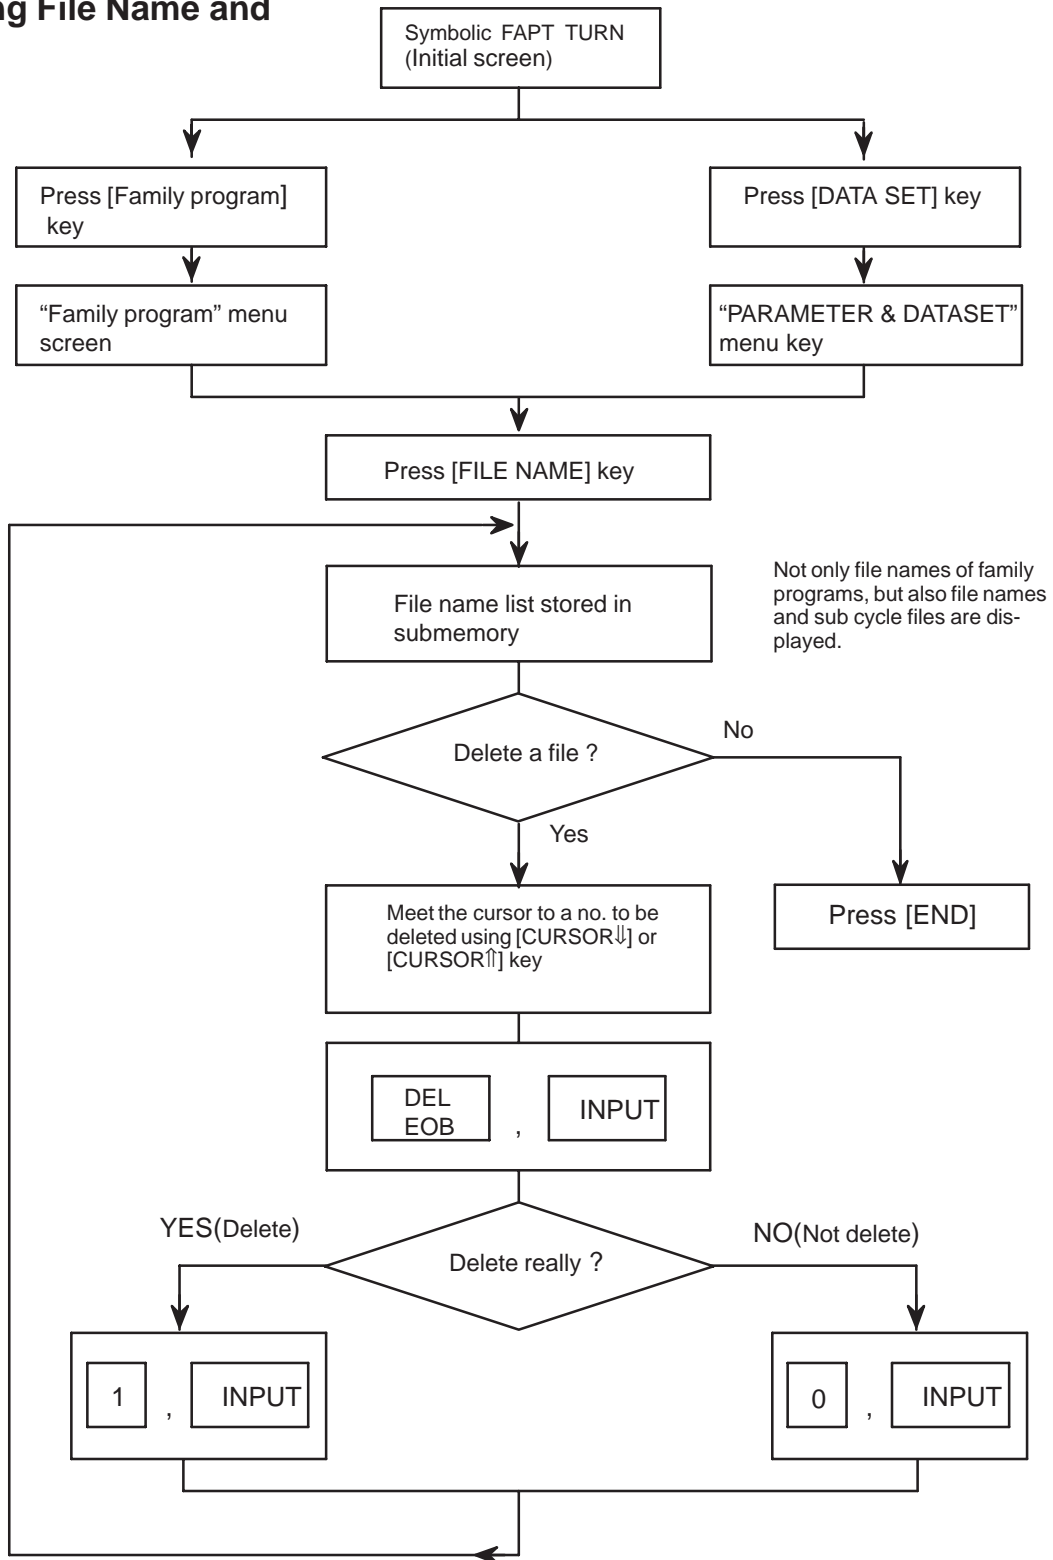 ng File Name and
Symbolic FAPT TURN
(Initial screen)
Press [Family program]
key
Press [DATA SET] key
“Family program” menu
screen
“PARAMETER & DATASET”
menu key
Press [FILE NAME] key
File name list stored in
submemory
Not only file names of family
programs, but also file names
and sub cycle files are dis-
played.
Delete a file ?
No
Yes
Meet the cursor to a no. to be
deleted using [CURSOR⇓] or
[CURSOR⇑] key
Press [END]
DEL
EOB
, INPUT
YES(Delete)
NO(Not delete)
Delete really ?
1 , INPUT
0 , INPUT